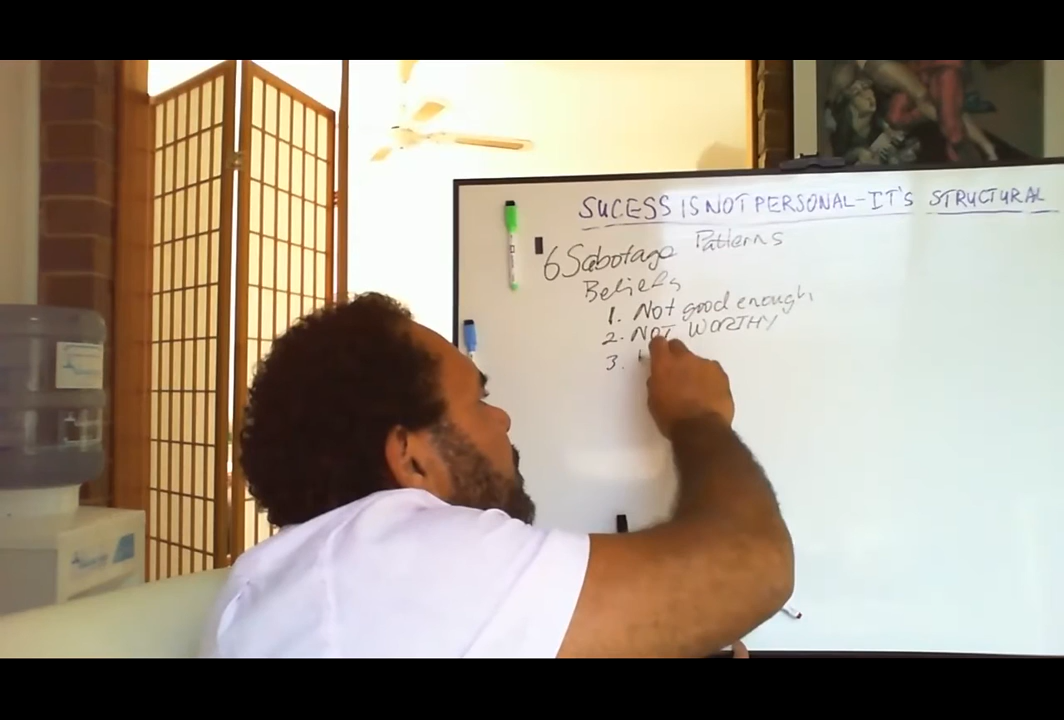 SUCESS IS NOT PERSONAL-IT'S STRUCTURAL
6 Sabotage Patterns
Beliefs
1. Not good enough
2. NOT WORTHY
3.